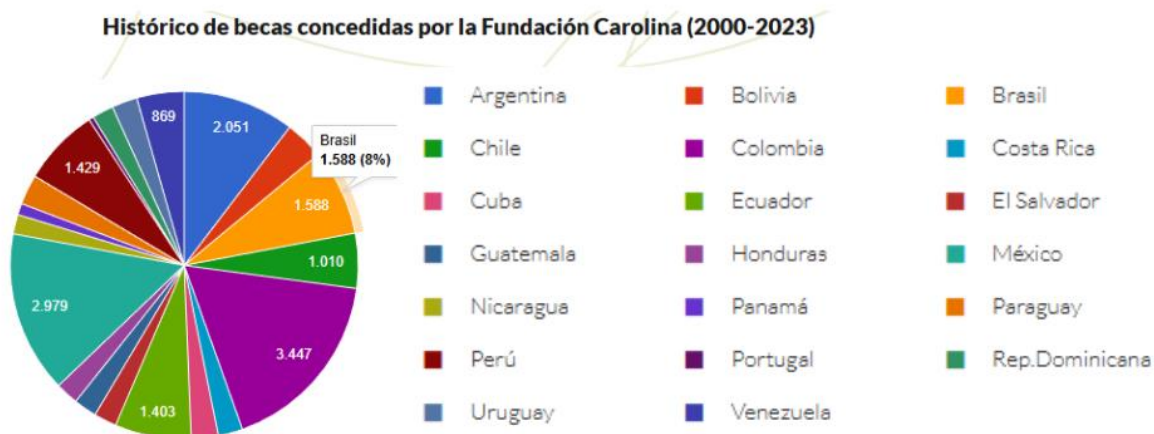 Histórico de becas concedidas por la Fundación Carolina (2000-2023)
869
2.051
Brasil
1.588 (8%)
1.429
1.588
1.010
2.979
3.447
1.403
Argentina
Bolivia
Brasil
Chile
Colombia
Costa Rica
Cuba
Ecuador
El Salvador
Guatemala
Honduras
México
Nicaragua
Panamá
Paraguay
Perú
Portugal
Rep.Dominicana
Uruguay
Venezuela